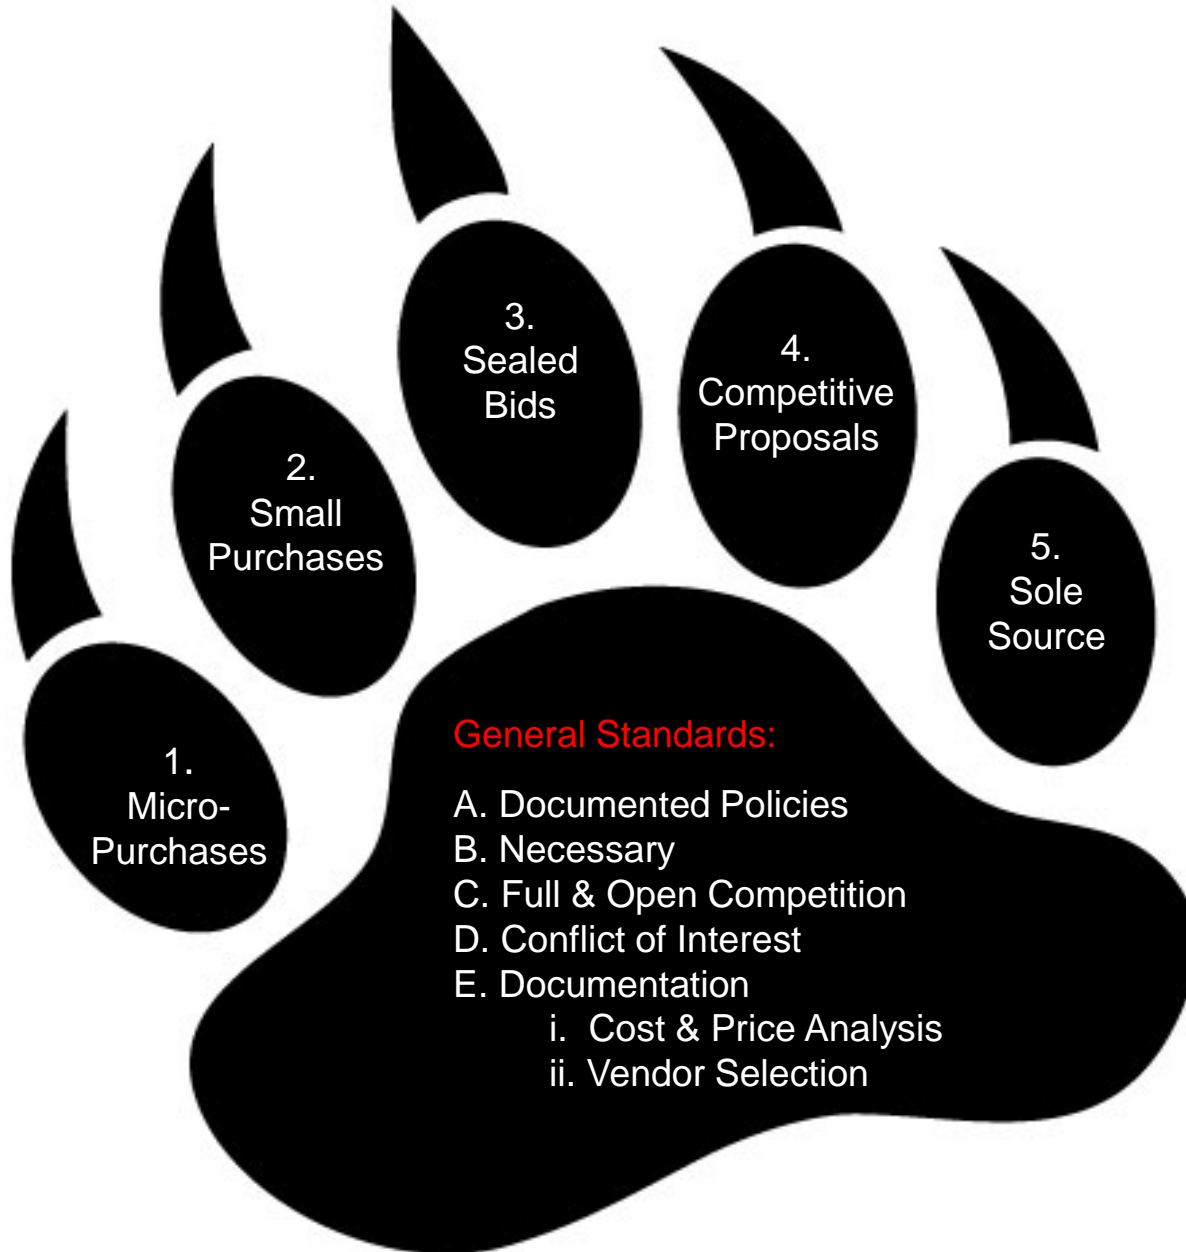 1.
Micro-
Purchases
2.
Small
Purchases
3.
Sealed
Bids
4.
Competitive
Proposals
5.
Sole
Source
General Standards:
A. Documented Policies
B. Necessary
C. Full & Open Competition
D. Conflict of Interest
E. Documentation
i. Cost & Price Analysis
ii. Vendor Selection